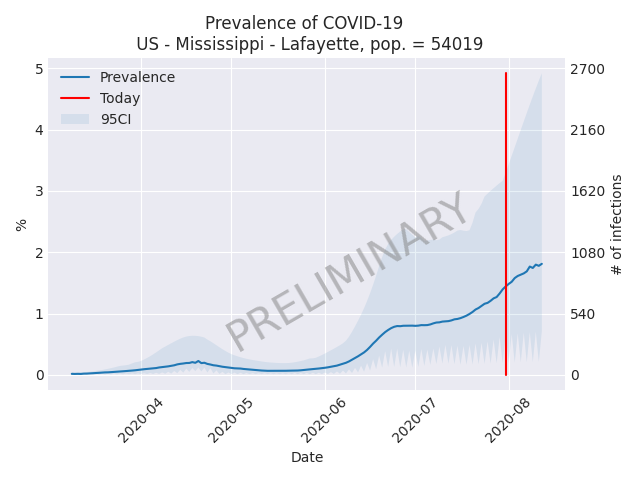 Prevalence of COVID-19
US - Mississippi - Lafayette, pop. = 54019
Prevalence
Today
95CI
PRELIMINARY
%
5
4
3
2
1
0
2700
2160
1620
1080
540
0
# of infections
2020-04
2020-05
2020-06
2020-07
2020-08
Date